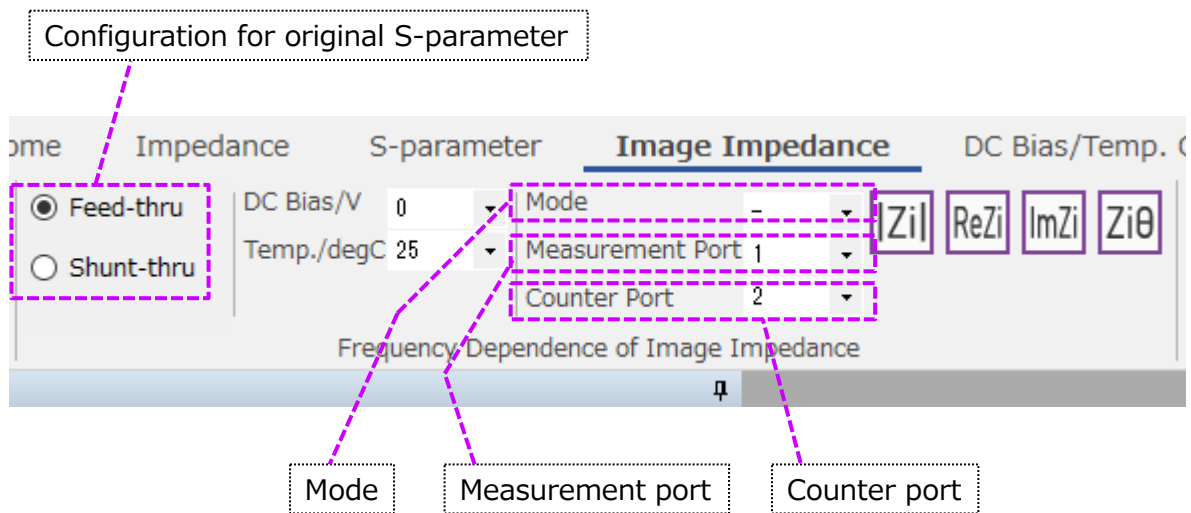 Configuration for original S-parameter
ome Impedance S-parameter Image Impedance DC Bias/Temp. C
Feed-thru DC Bias/V 0 Mode -
Temp./degC 25 Measurement Port 1
Shunt-thru
Counter Port 2
|Zi| ReZi ImZi Ziθ
Frequency Dependence of Image Impedance
Mode Measurement port Counter port